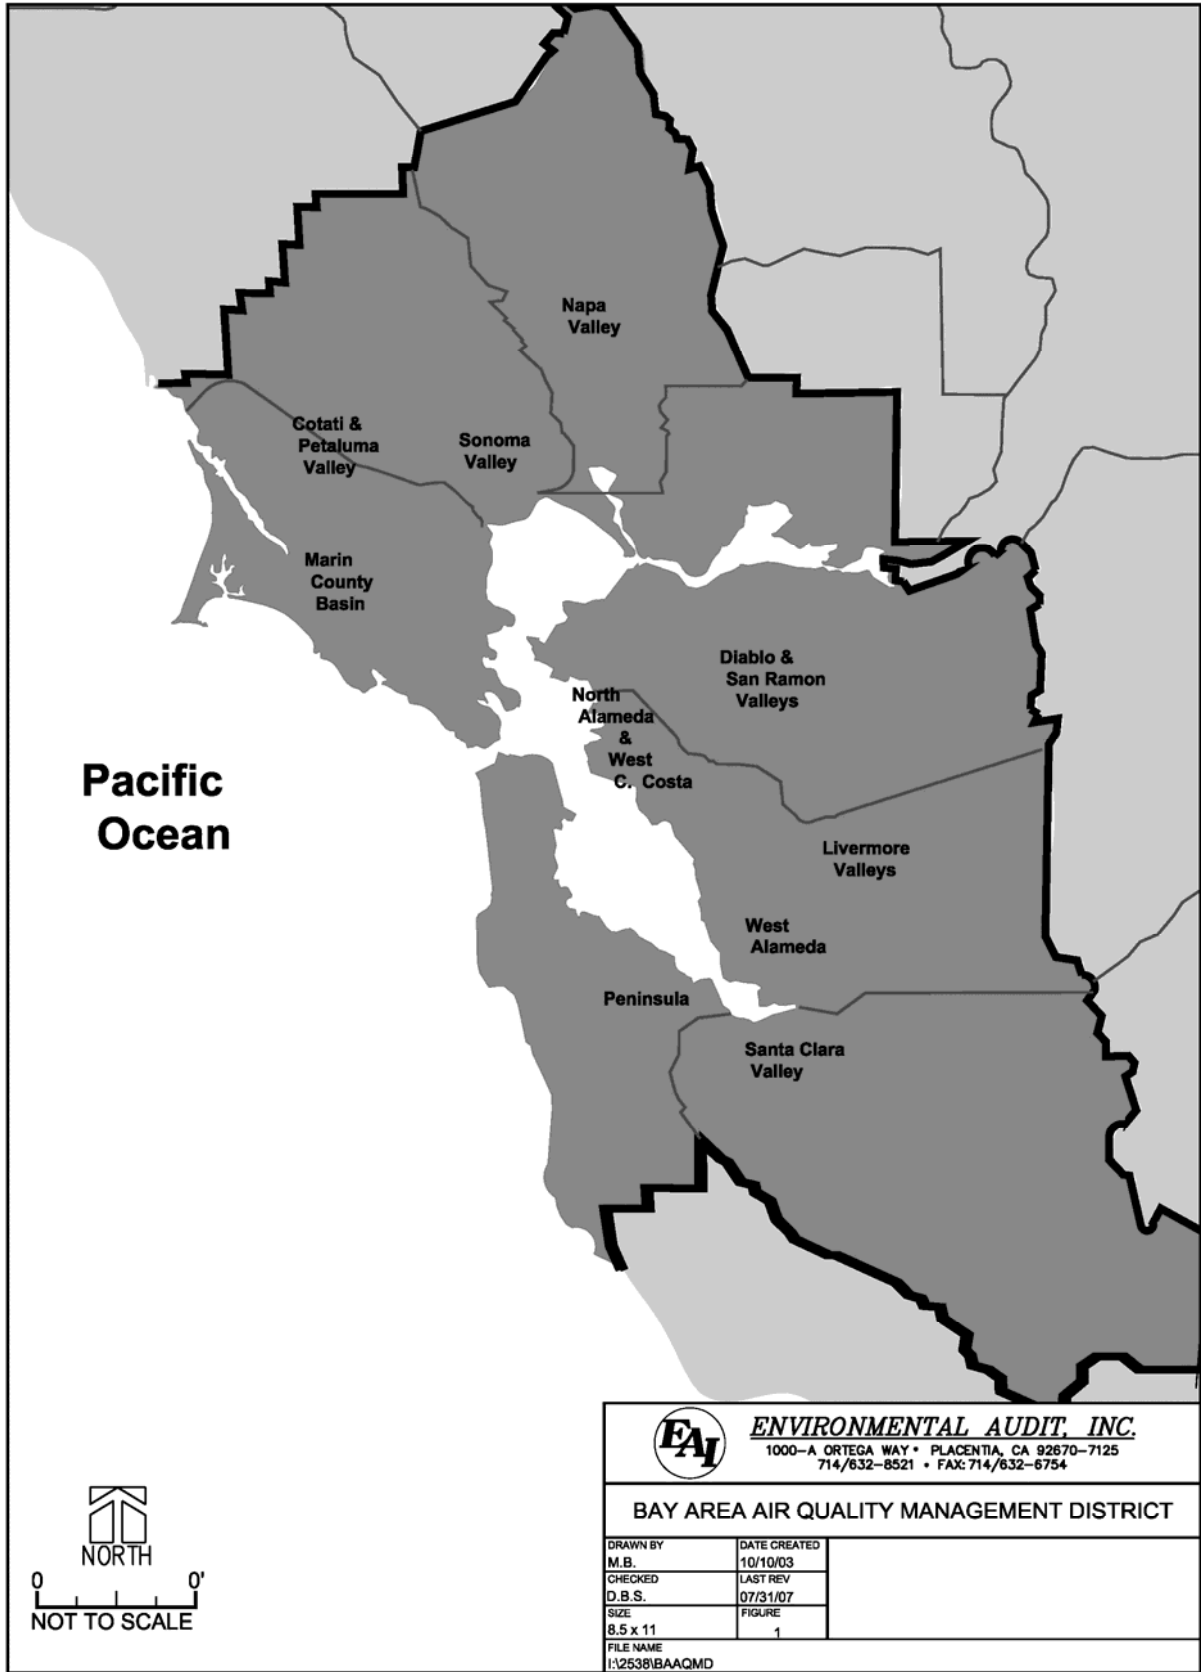 Napa
Valley
Cotati &
Petaluma
Valley
Sonoma
Valley
Marin
County
Basin
Diablo &
San Ramon
Valleys
North
Alameda
&
West
C. Costa
Pacific
Ocean
Livermore
Valleys
West
Alameda
Peninsula
Santa Clara
Valley
EAI
ENVIRONMENTAL AUDIT, INC.
1000-A ORTEGA WAY • PLACENTIA, CA 92670-7125
714/632-8521 • FAX: 714/632-6754
BAY AREA AIR QUALITY MANAGEMENT DISTRICT
DRAWN BY
M.B.
DATE CREATED
10/10/03
CHECKED
D.B.S.
LAST REV
07/31/07
SIZE
8.5 x 11
FIGURE
1
FILE NAME
I:\2538\BAAQMD
NORTH
0 0'
NOT TO SCALE